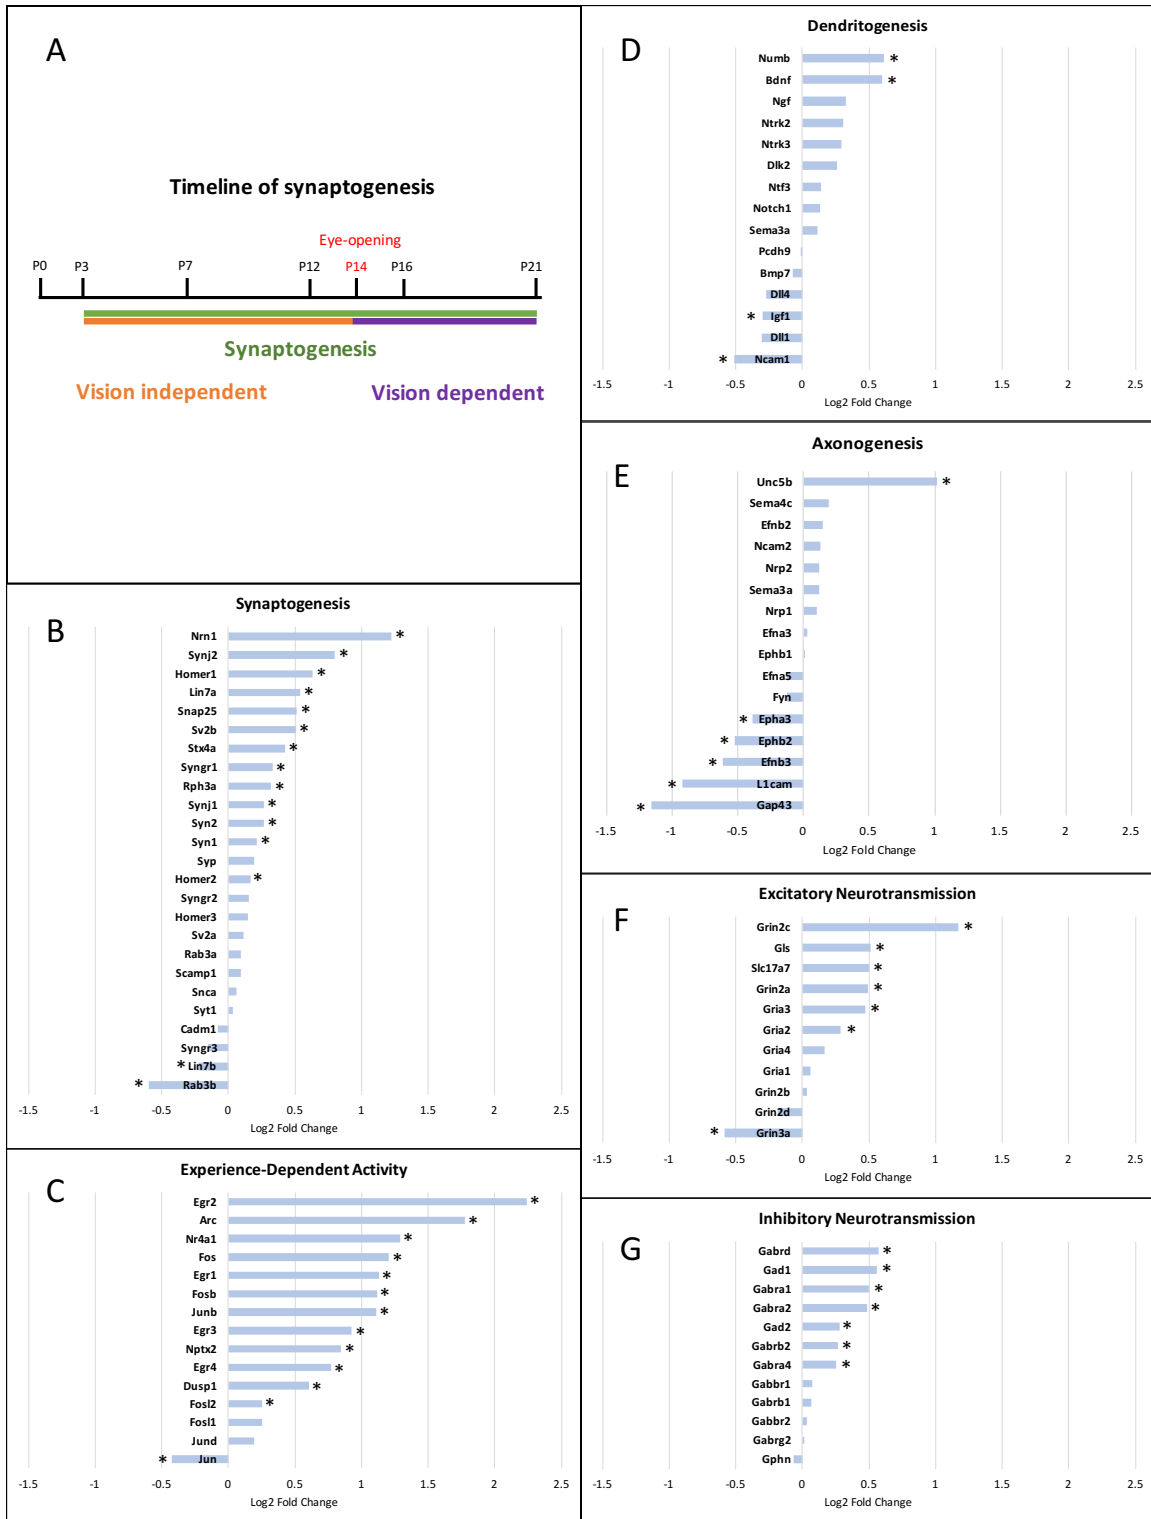 A
Timeline of synaptogenesis
Eye-opening
P0 P3 P7 P12 P14 P16 P21
Synaptogenesis
Vision independent Vision dependent
B
Synaptogenesis
Nrn1 *
Synj2 *
Homer1 *
Lin7a *
Snap25 *
Sv2b *
Stx4a *
Syngr1 *
Rph3a *
Synj1 *
Syn2 *
Syn1 *
Syp
Homer2 *
Syngr2
Homer3
Sv2a
Rab3a
Scamp1
Snca
Syt1
Cadm1
Syngr3
* Lin7b
* Rab3b
-1.5 -1 -0.5 0 0.5 1 1.5 2 2.5
Log2 Fold Change
C
Experience-Dependent Activity
Egr2 *
Arc *
Nr4a1 *
Fos *
Egr1 *
Fosb *
Junb *
Egr3 *
Nptx2 *
Egr4 *
Dusp1 *
Fosl2 *
Fosl1
Jund
* Jun
-1.5 -1 -0.5 0 0.5 1 1.5 2 2.5
Log2 Fold Change
D
Dendritogenesis
Numb *
Bdnf *
Ngf
Ntrk2
Ntrk3
Dlk2
Ntf3
Notch1
Sema3a
Pcdh9
Bmp7
Dll4
* Igf1
Dll1
* Ncam1
-1.5 -1 -0.5 0 0.5 1 1.5 2 2.5
Log2 Fold Change
E
Axonogenesis
Unc5b *
Sema4c
Efnb2
Ncam2
Nrp2
Sema3a
Nrp1
Efna3
Ephb1
Efna5
Fyn
* Epha3
* Ephb2
* Efnb3
* L1cam
* Gap43
-1.5 -1 -0.5 0 0.5 1 1.5 2 2.5
Log2 Fold Change
F
Excitatory Neurotransmission
Grin2c *
Gls *
Slc17a7 *
Grin2a *
Gria3 *
Gria2 *
Gria4
Gria1
Grin2b
Grin2d
* Grin3a
-1.5 -1 -0.5 0 0.5 1 1.5 2 2.5
Log2 Fold Change
G
Inhibitory Neurotransmission
Gabrd *
Gad1 *
Gabra1 *
Gabra2 *
Gad2 *
Gabrb2 *
Gabra4 *
Gabbr1
Gabrb1
Gabbr2
Gabrg2
Gphn
-1.5 -1 -0.5 0 0.5 1 1.5 2 2.5
Log2 Fold Change